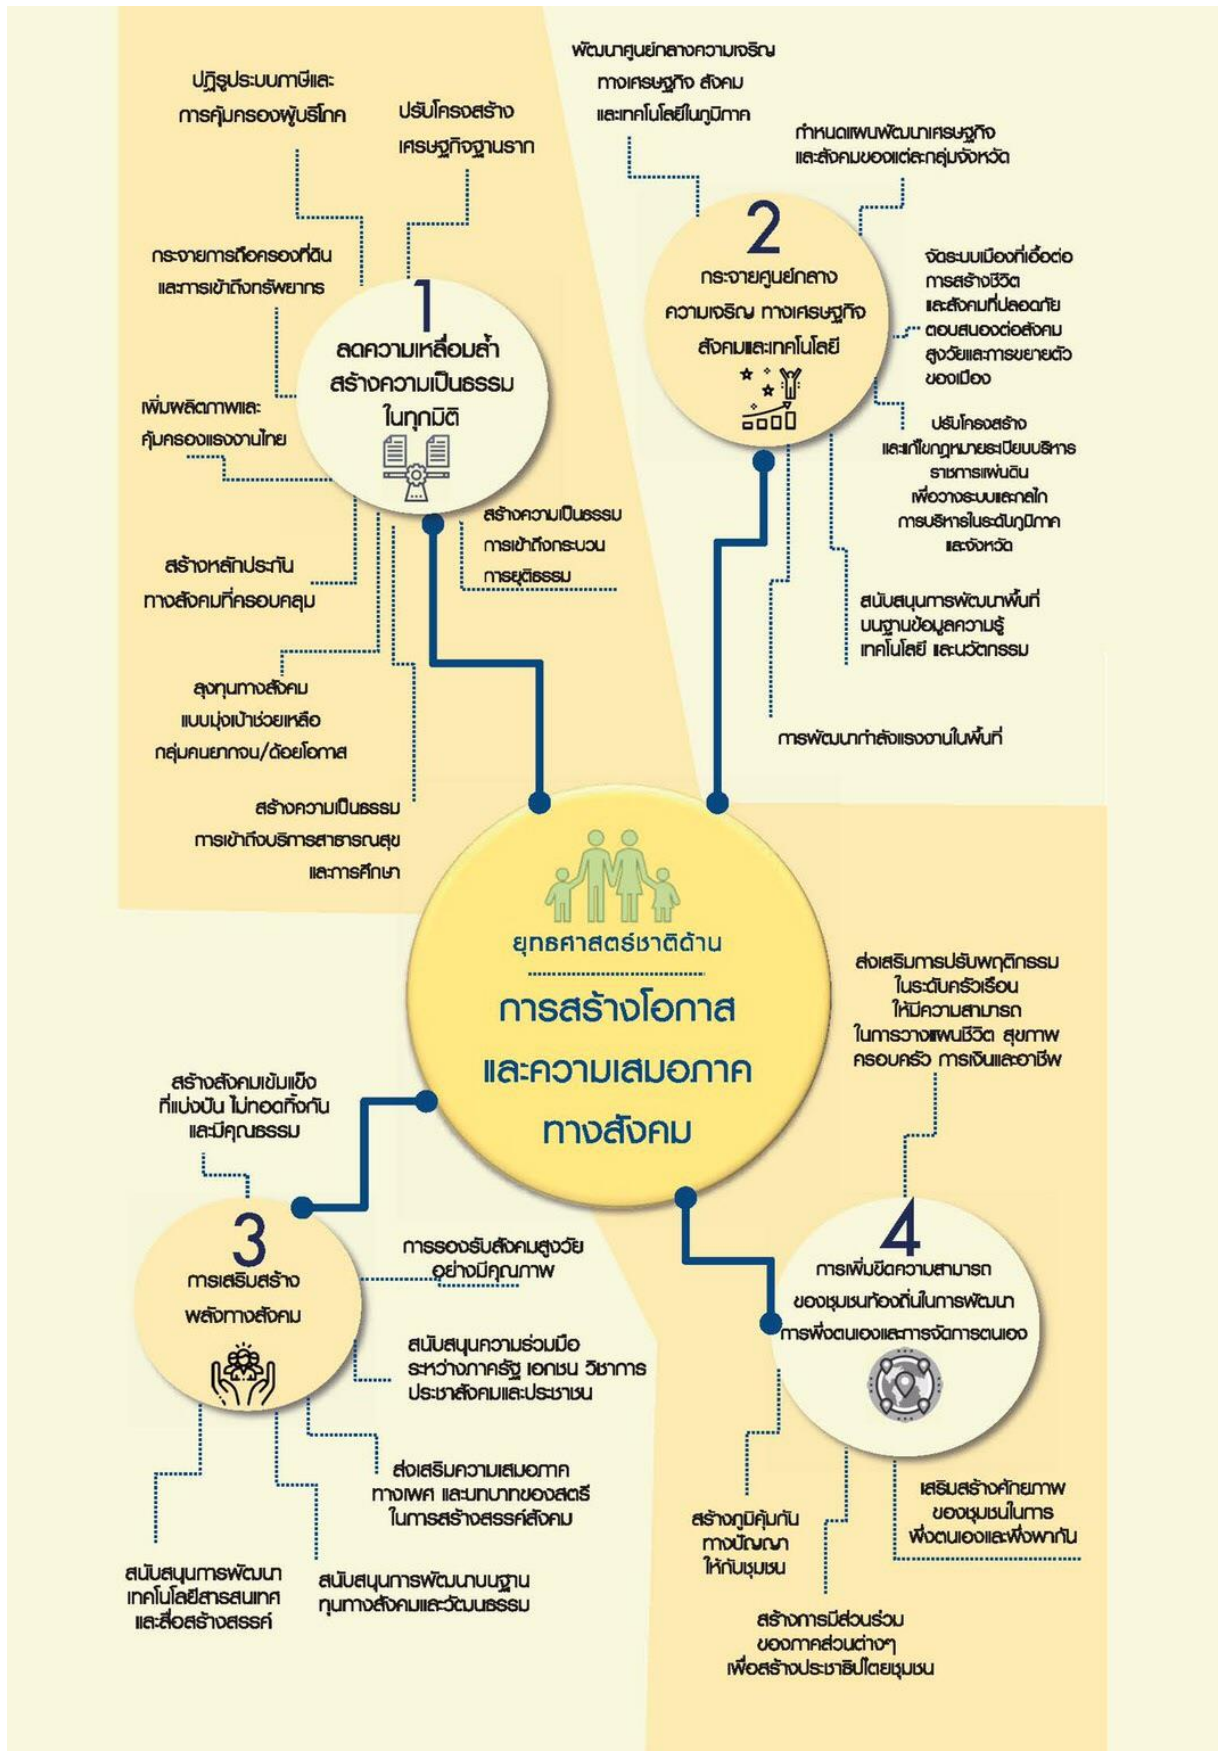 ปฏิรูประบบภาษีและ
การคุ้มครองผู้บริโภค
ปรับโครงสร้าง
เศรษฐกิจฐานราก
กระจายการถือครองที่ดิน
และการเข้าถึงทรัพยากร
1
ลดความเหลื่อมล้ำ
สร้างความเป็นธรรม
ในทุกมิติ
เพิ่มผลิตภาพและ
คุ้มครองแรงงานไทย
สร้างความเป็นธรรม
การเข้าถึงกระบวน
การยุติธรรม
สร้างหลักประกัน
ทางสังคมที่ครอบคลุม
ลงทุนทางสังคม
แบบมุ่งเป้าช่วยเหลือ
กลุ่มคนยากจน/ด้อยโอกาส
สร้างความเป็นธรรม
การเข้าถึงบริการสาธารณสุข
และการศึกษา
พัฒนาศูนย์กลางความเจริญ
ทางเศรษฐกิจ สังคม
และเทคโนโลยีในภูมิภาค
กำหนดแผนพัฒนาเศรษฐกิจ
และสังคมของแต่ละกลุ่มจังหวัด
2
กระจายศูนย์กลาง
ความเจริญ ทางเศรษฐกิจ
สังคมและเทคโนโลยี
จัดระบบเมืองที่เอื้อต่อ
การสร้างชีวิต
และสังคมที่ปลอดภัย
ตอบสนองต่อสังคม
สูงวัยและการขยายตัว
ของเมือง
ปรับโครงสร้าง
และแก้ไขกฎหมายระเบียบบริหาร
ราชการแผ่นดิน
เพื่อวางระบบและกลไก
การบริหารในระดับภูมิภาค
และจังหวัด
สนับสนุนการพัฒนาพื้นที่
บนฐานข้อมูลความรู้
เทคโนโลยี และนวัตกรรม
การพัฒนากำลังแรงงานในพื้นที่
ยุทธศาสตร์ชาติด้าน
การสร้างโอกาส
และความเสมอภาค
ทางสังคม
สร้างสังคมเข้มแข็ง
ที่แบ่งปัน ไม่ทอดทิ้งกัน
และมีคุณธรรม
3
การเสริมสร้าง
พลังทางสังคม
การรองรับสังคมสูงวัย
อย่างมีคุณภาพ
สนับสนุนความร่วมมือ
ระหว่างภาครัฐ เอกชน วิชาการ
ประชาสังคมและประชาชน
ส่งเสริมความเสมอภาค
ทางเพศ และบทบาทของสตรี
ในการสร้างสรรค์สังคม
สนับสนุนการพัฒนา
เทคโนโลยีสารสนเทศ
และสื่อสร้างสรรค์
สนับสนุนการพัฒนาบนฐาน
ทุนทางสังคมและวัฒนธรรม
ส่งเสริมการปรับพฤติกรรม
ในระดับครัวเรือน
ให้มีความสามารถ
ในการวางแผนชีวิต สุขภาพ
ครอบครัว การเงินและอาชีพ
4
การเพิ่มขีดความสามารถ
ของชุมชนท้องถิ่นในการพัฒนา
การพึ่งตนเองและการจัดการตนเอง
สร้างภูมิคุ้มกัน
ทางปัญญา
ให้กับชุมชน
เสริมสร้างศักยภาพ
ของชุมชนในการ
พึ่งตนเองและพึ่งพากัน
สร้างการมีส่วนร่วม
ของภาคส่วนต่างๆ
เพื่อสร้างประชาธิปไตยชุมชน